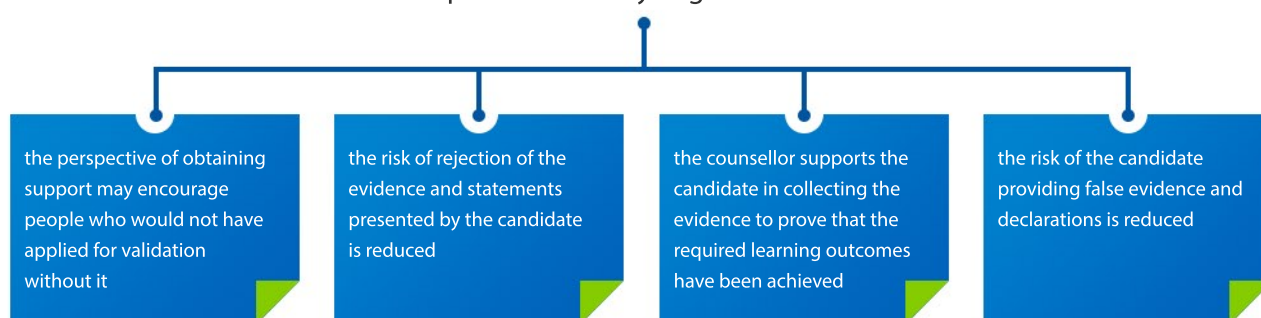 the perspective of obtaining
support may encourage
people who would not have
applied for validation
without it
the risk of rejection of the
evidence and statements
presented by the candidate
is reduced
the counsellor supports the
candidate in collecting the
evidence to prove that the
required learning outcomes
have been achieved
the risk of the candidate
providing false evidence and
declarations is reduced